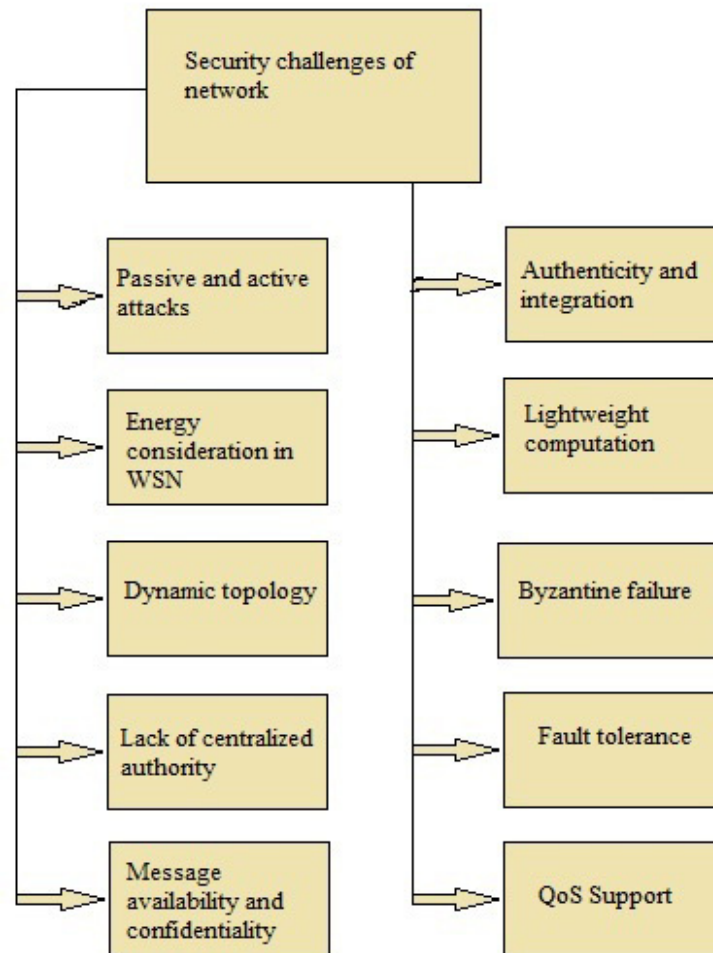 Security challenges of
network
Passive and active
attacks
Energy
consideration in
WSN
Dynamic topology
Lack of centralized
authority
Message
availability and
confidentiality
Authenticity and
integration
Lightweight
computation
Byzantine failure
Fault tolerance
QoS Support